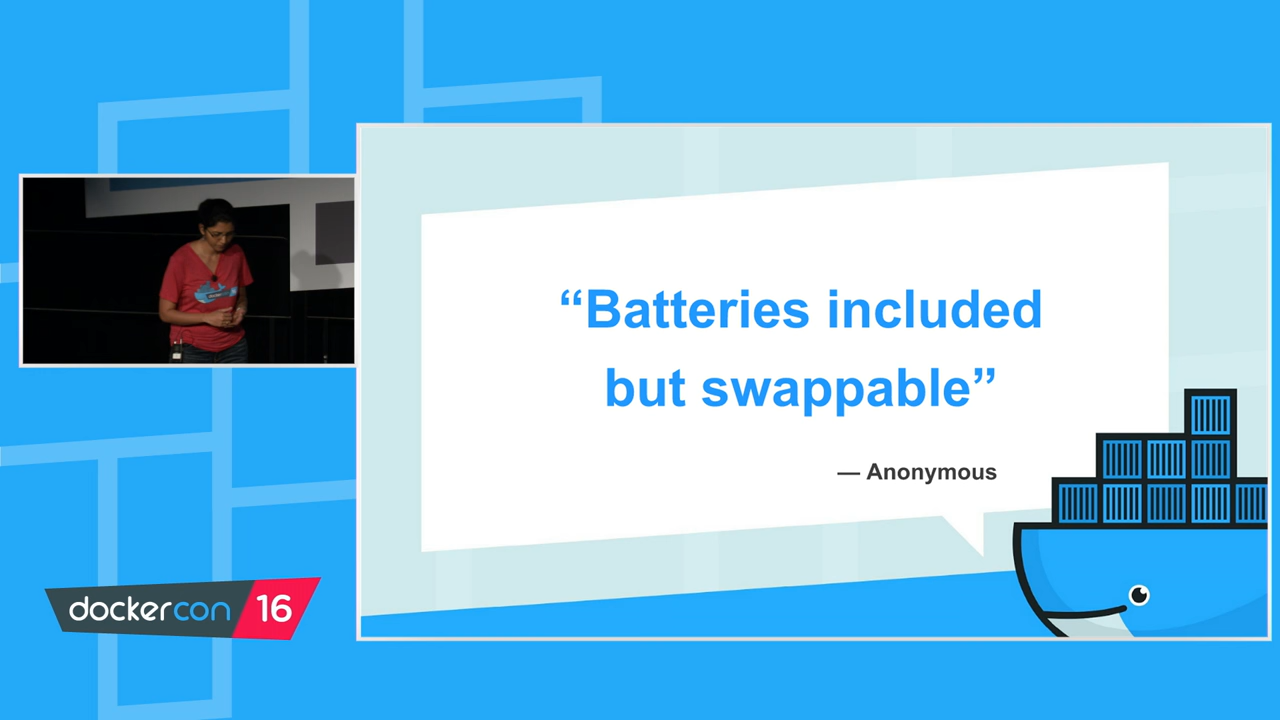 “Batteries included
but swappable”
— Anonymous
dockercon 16